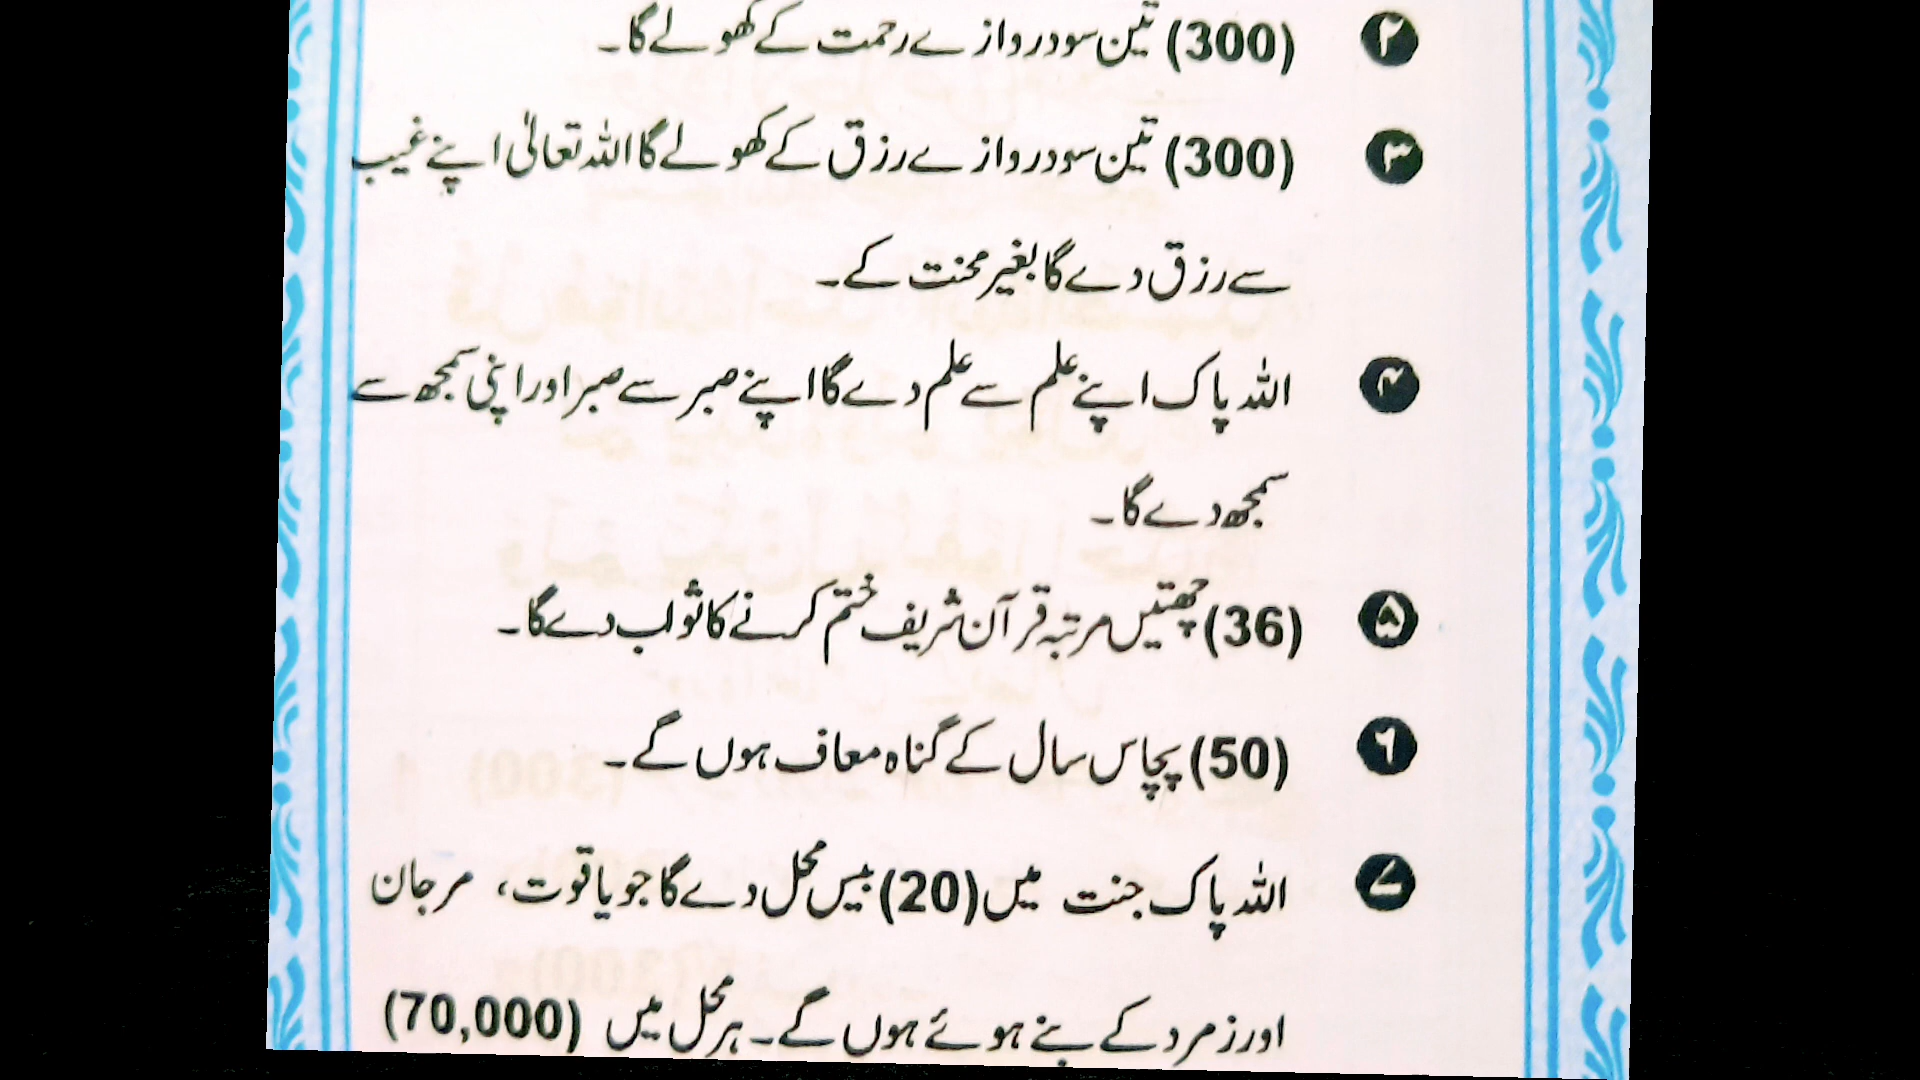 ۲ (300) تین سو دروازے رحمت کے کھولے گا۔
۳ (300) تین سو دروازے رزق کے کھولے گا اللہ تعالیٰ اپنے غیب
سے رزق دے گا بغیر محنت کے۔
۴ اللہ پاک اپنے علم سے علم دے گا اپنے صبر سے صبر اور اپنی سمجھ سے
سمجھ دے گا۔
۵ (36) چھتیس مرتبہ قرآن شریف ختم کرنے کا ثواب دے گا۔
۶ (50) پچاس سال کے گناہ معاف ہوں گے۔
۷ اللہ پاک جنت میں (20) بیس محل دے گا جو یاقوت، مرجان
اور زمرد کے بنے ہوئے ہوں گے۔ ہر محل میں (70,000)